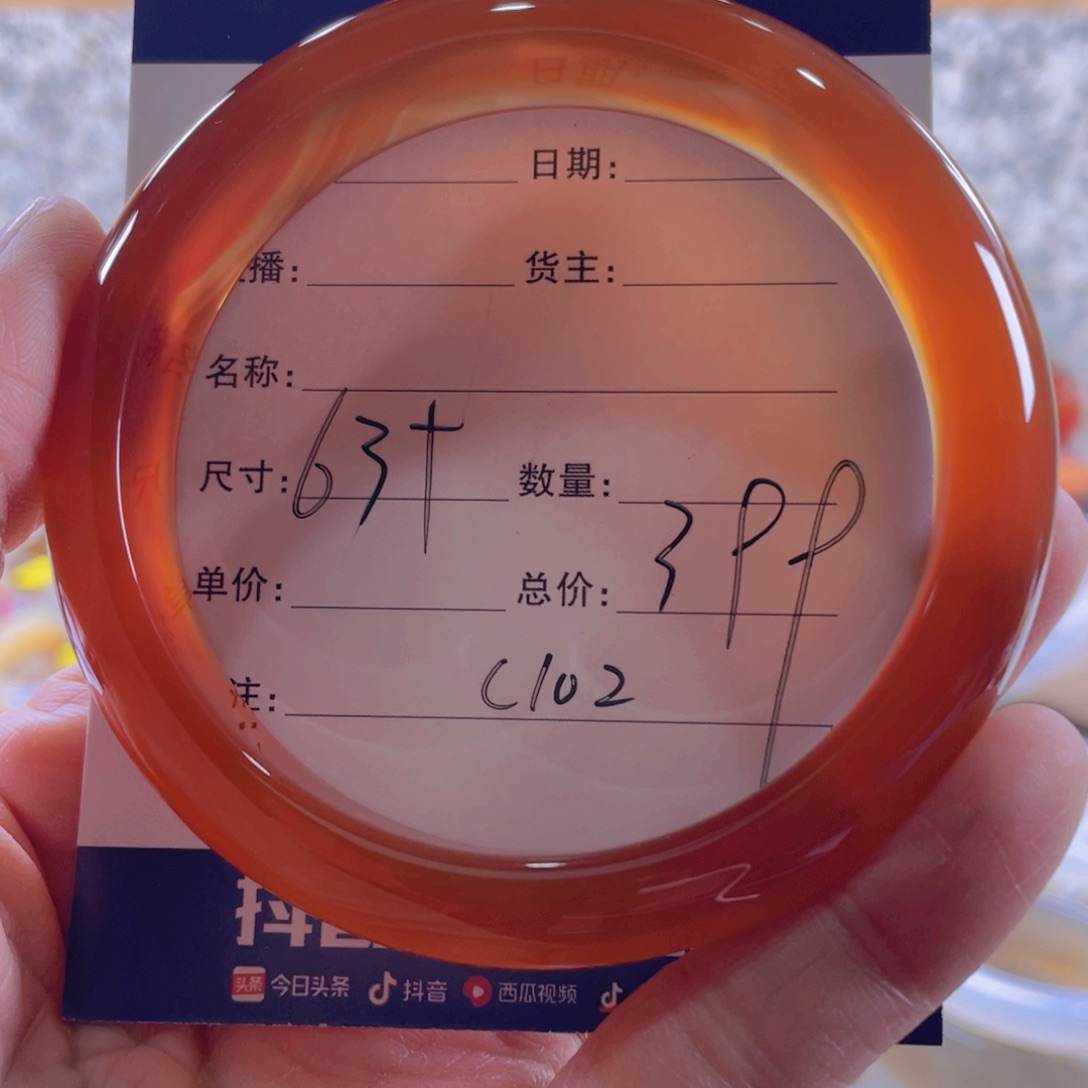 日期:
播: 货主:
名称:
尺寸: 63+ 数量:
单价: 总价: 399
注: C102
抖音
今日头条 抖音 西瓜视频